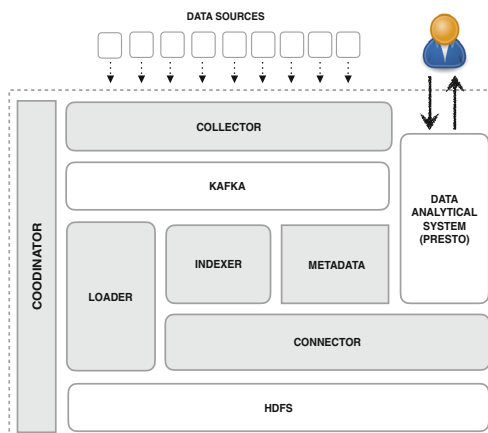 DATA SOURCES
COLLECTOR
KAFKA
DATA
ANALYTICAL
SYSTEM
(PRESTO)
COODINATOR
LOADER
INDEXER
METADATA
CONNECTOR
HDFS